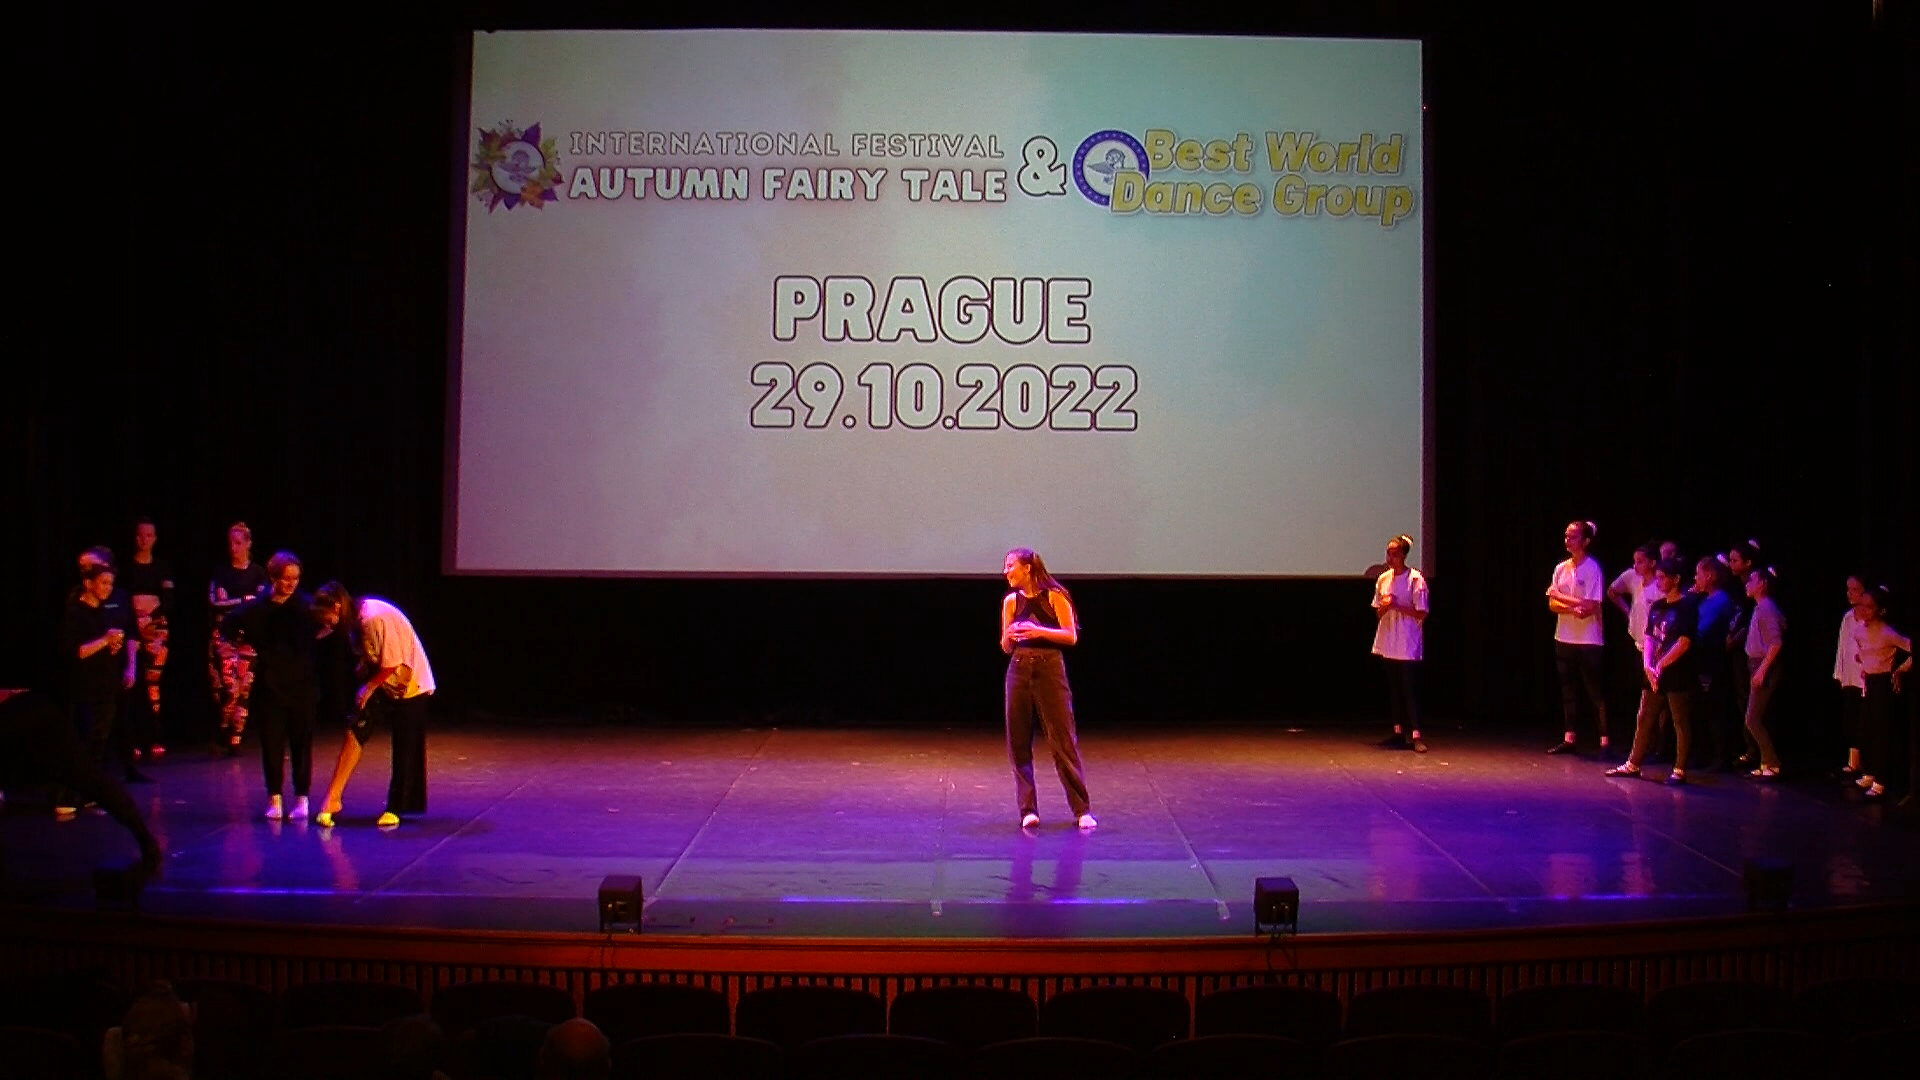 INTERNATIONAL FESTIVAL
AUTUMN FAIRY TALE
&
Best World
Dance Group
PRAGUE
29.10.2022